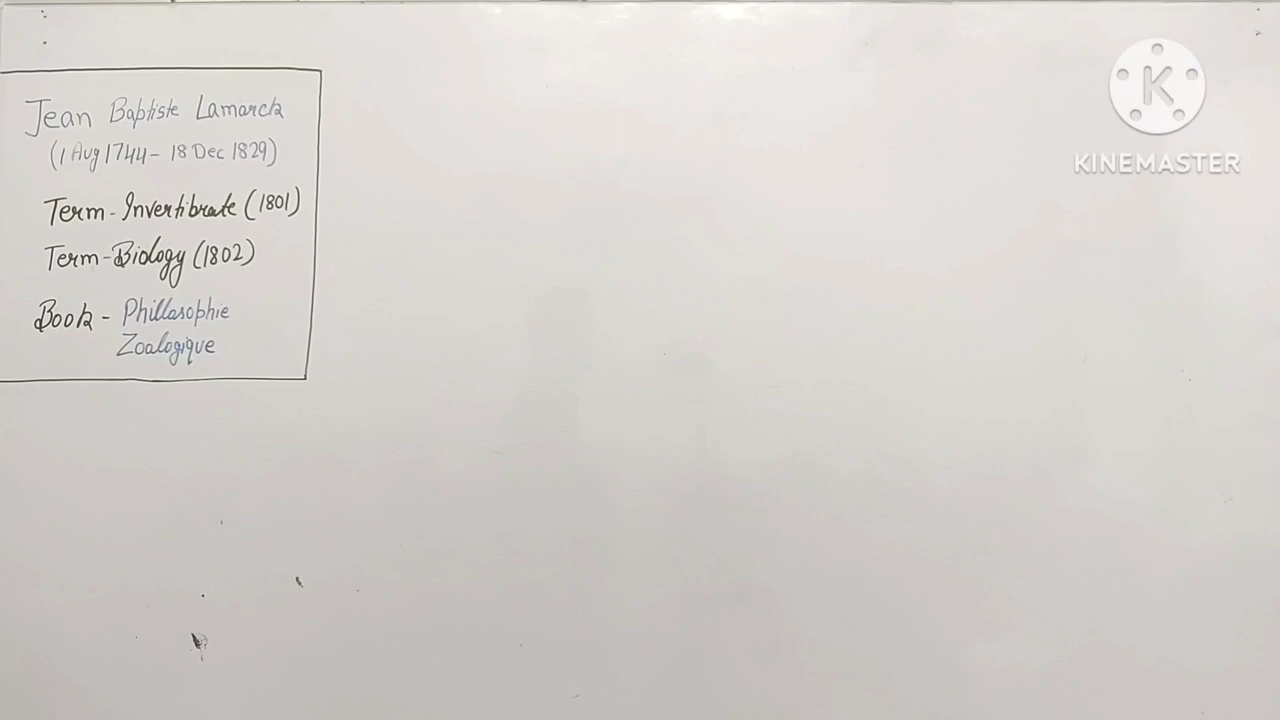 Jean Baptiste Lamarck
(1 Aug 1744 - 18 Dec 1829)
Term - Invertibrate (1801)
Term - Biology (1802)
Book - Phillosophie
Zoalogique
KINEMASTER